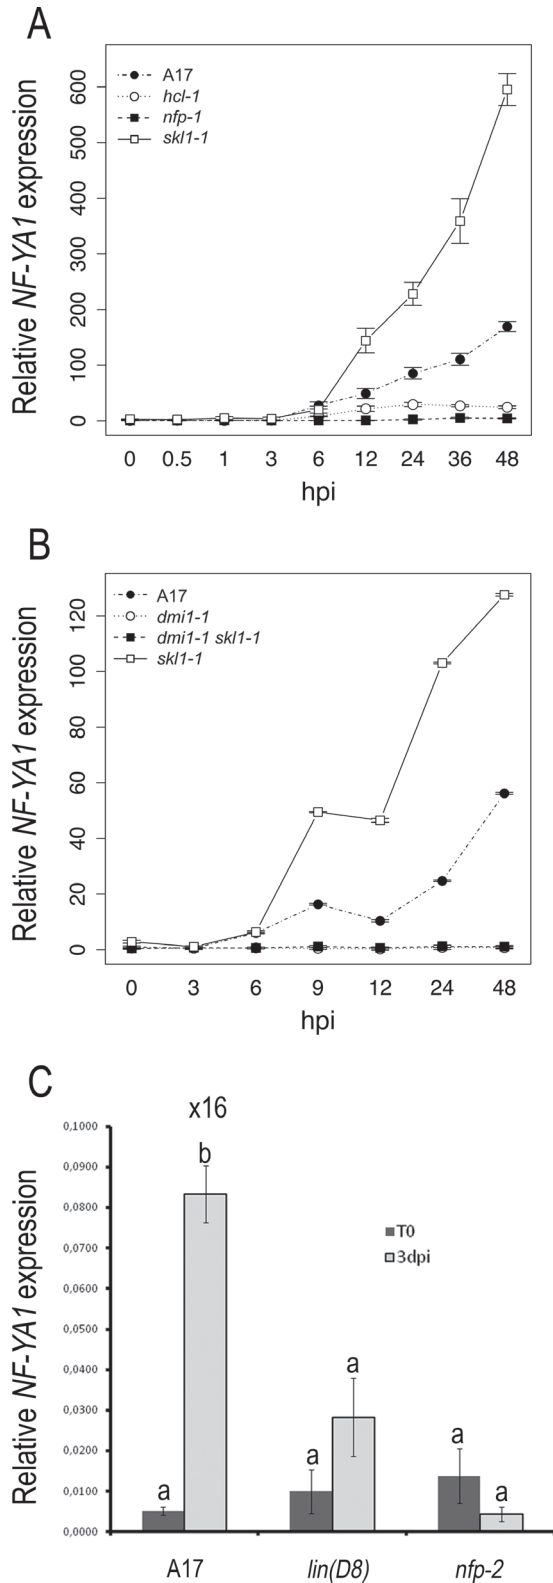 A
Relative NF-YA1 expression
600
500
400
300
200
100
0
A17
hcl-1
nfp-1
skl1-1
0 0.5 1 3 6 12 24 36 48
hpi
B
Relative NF-YA1 expression
120
100
80
60
40
20
0
A17
dmi1-1
dmi1-1 skl1-1
skl1-1
0 3 6 9 12 24 48
hpi
C
Relative NF-YA1 expression
x16
0,1000
0,0900
0,0800
0,0700
0,0600
0,0500
0,0400
0,0300
0,0200
0,0100
0,0000
T0
3dpi
a b a a a a
A17 lin(D8) nfp-2